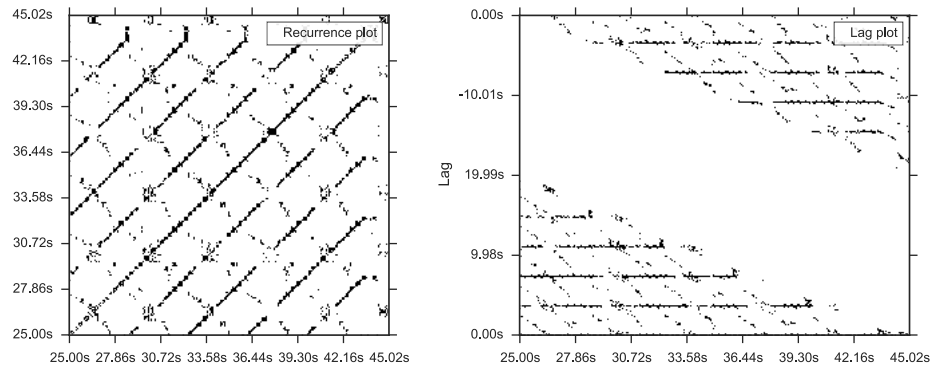 45.02s
42.16s
39.30s
36.44s
33.58s
30.72s
27.86s
25.00s
25.00s 27.86s 30.72s 33.58s 36.44s 39.30s 42.16s 45.02s
Recurrence plot
0.00s
-10.01s
19.99s
9.98s
0.00s
Lag
25.00s 27.86s 30.72s 33.58s 36.44s 39.30s 42.16s 45.02s
Lag plot